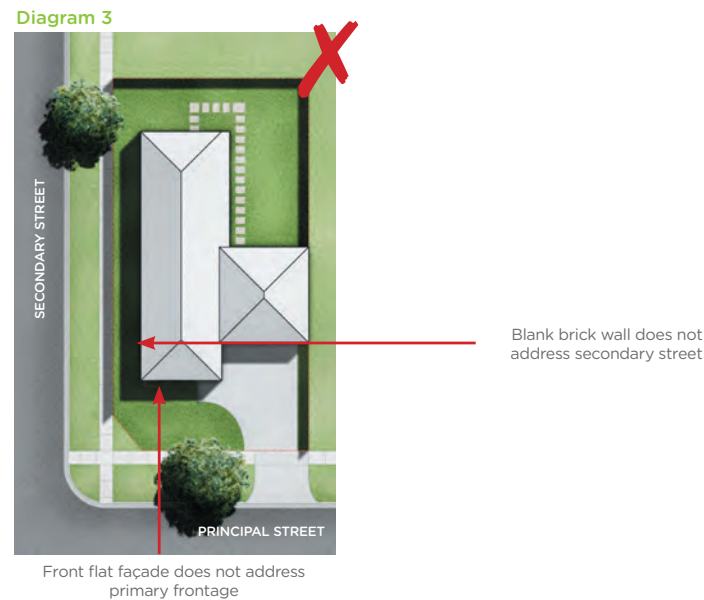 Diagram 3
SECONDARY STREET
Blank brick wall does not
address secondary street
PRINCIPAL STREET
Front flat façade does not address
primary frontage